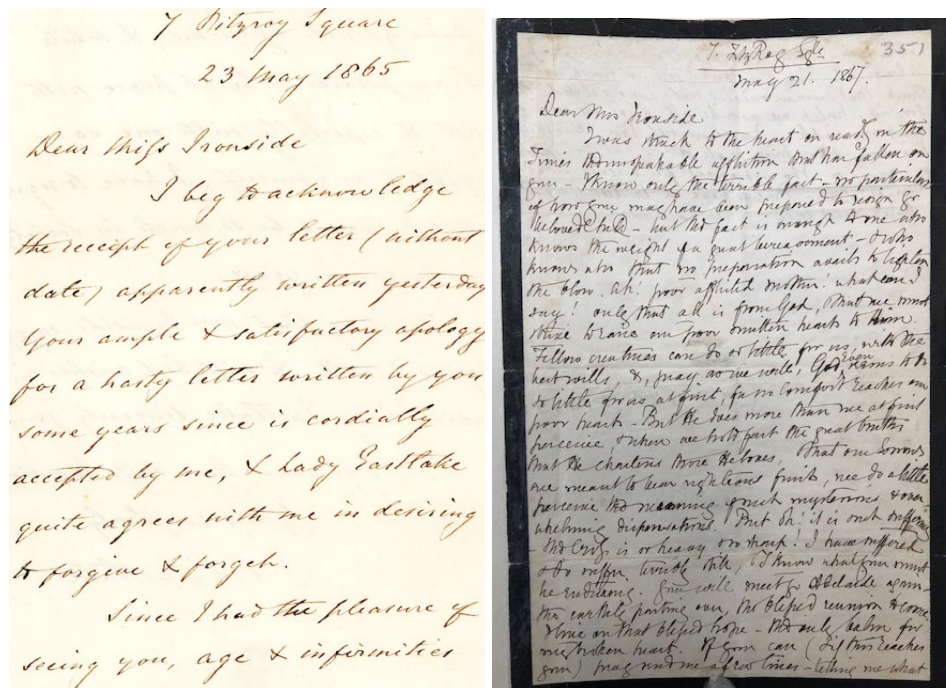 7 Fitzroy Square
23 May 1865
Dear Miss Ironside
I beg to acknowledge
the receipt of your letter (without
date) apparently written yesterday
Your ample & satisfactory apology
for a hasty letter written by you
some years since is cordially
accepted by me, & Lady Eastlake
quite agrees with me in desiring
to forgive & forget.
Since I had the pleasure of
seeing you, age & infirmities
351
7. FitzRoy Sqre
May 21. 1867.
Dear Mrs Ironside
I was struck to the heart on reading in the
Times the unspeakable affliction that has fallen on
you - I know only the terrible fact - no particulars
of how you may have been prepared to resign yr
beloved child - but the fact is enough to one who
knows the weight of a great bereavement - & who
knows also that no preparation avails to lighten
the blow. Ah! poor afflicted mother! what can I
say! only that all is from God, & that we must
strive to raise our poor smitten hearts to Him.
Fellow creatures can do so little for us, with the
best wills, &, pray as we will, God even seems to do
so little for us at first, for no comfort reaches our
poor hearts - But He does more than we at first
perceive & when we hold fast the great truths
that He chastens those He loves, & that our Sorrows
are meant to bear righteous fruit, we do a little
perceive the meaning of such mysterious & over-
whelming dispensations. But oh! it is such suffering
- the Cross is so heavy & so sharp! I have suffered
& do suffer terribly still, & I know what you must
be enduring. You will meet yr Adelaide again -
this earthly parting over, the blessed reunion to come
& live on that blessed hope - the only balm for
my broken heart. If you can (& if this reaches
you) pray send me a few lines - telling me what